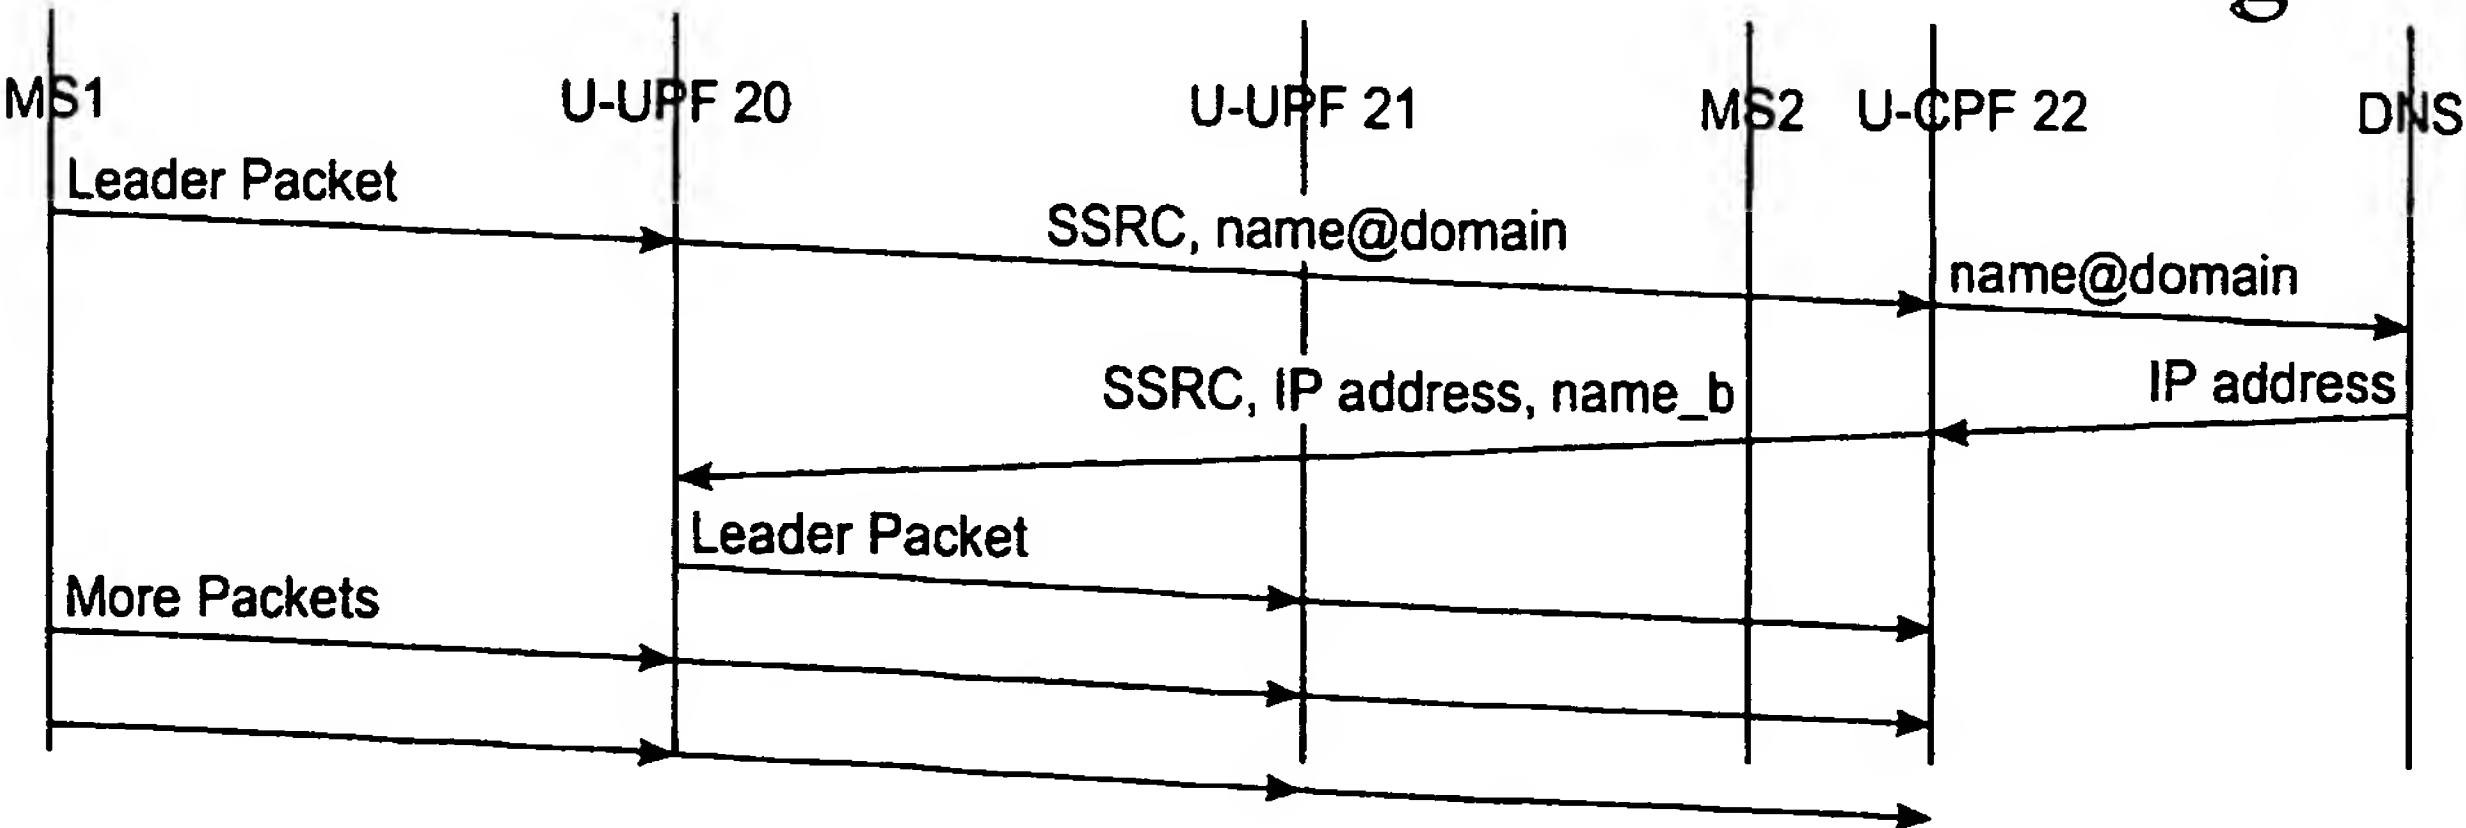 MS1 U-UPF 20 U-UPF 21 MS2 U-CPF 22 DNS
Leader Packet
SSRC, name@domain
name@domain
IP address
SSRC, IP address, name_b
Leader Packet
More Packets